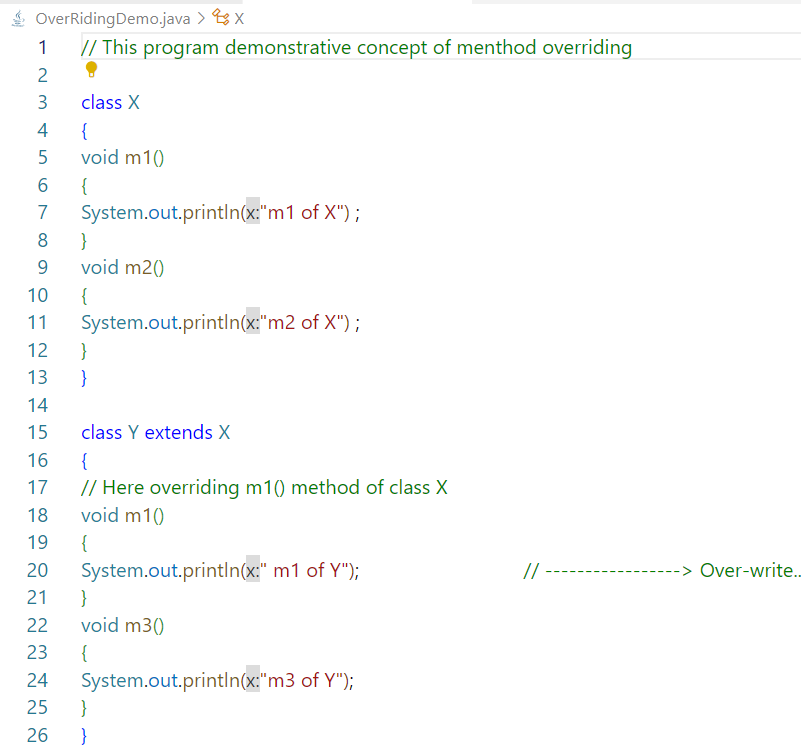 OverRidingDemo.java > X
1 // This program demonstrative concept of menthod overriding
2
3 class X
4 {
5 void m1()
6 {
7 System.out.println(x:"m1 of X") ;
8 }
9 void m2()
10 {
11 System.out.println(x:"m2 of X") ;
12 }
13 }
14
15 class Y extends X
16 {
17 // Here overriding m1() method of class X
18 void m1()
19 {
20 System.out.println(x:" m1 of Y"); // -----------------> Over-write..
21 }
22 void m3()
23 {
24 System.out.println(x:"m3 of Y");
25 }
26 }